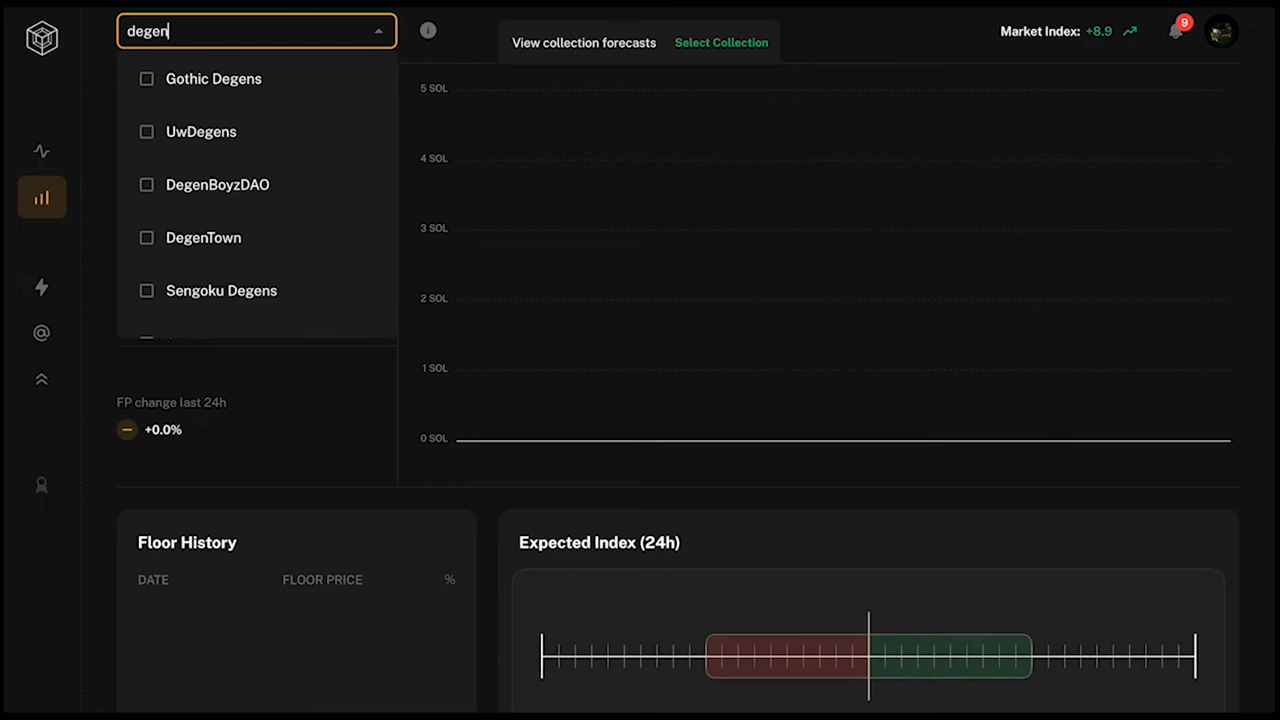 degen
View collection forecasts Select Collection
Market Index: +8.9
9
Gothic Degens
UwDegens
DegenBoyzDAO
DegenTown
Sengoku Degens
5 SOL
4 SOL
3 SOL
2 SOL
1 SOL
0 SOL
FP change last 24h
+0.0%
Floor History
DATE FLOOR PRICE %
Expected Index (24h)